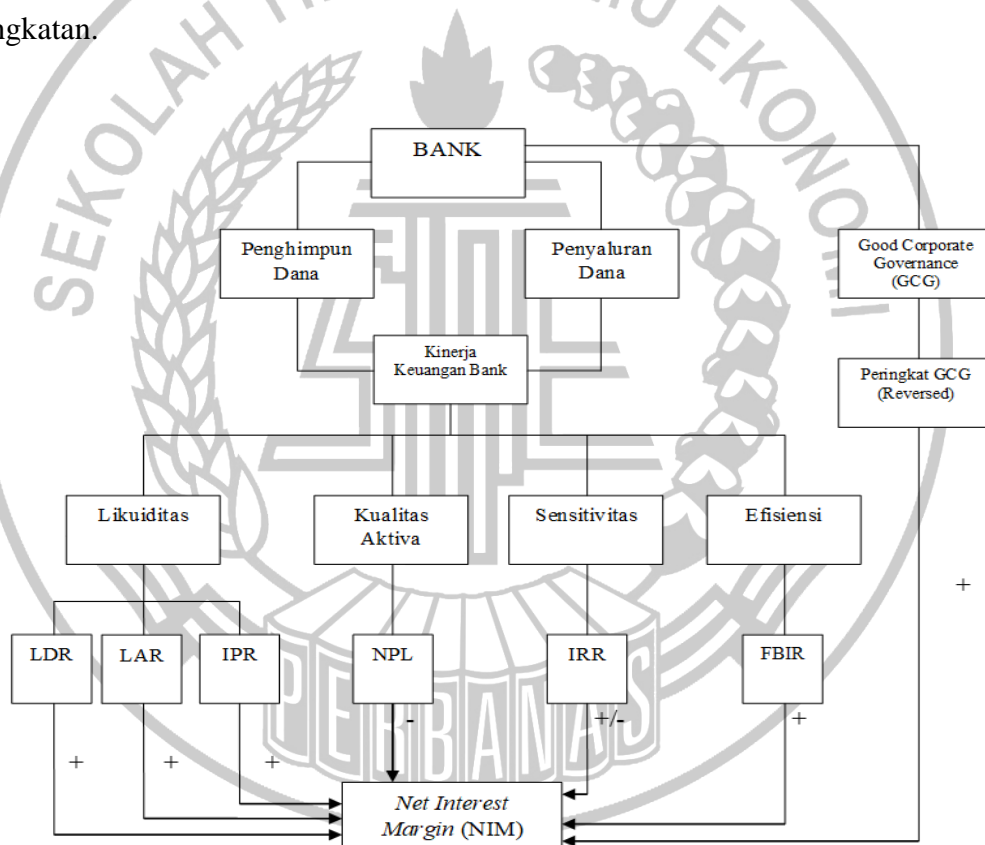 ngkatan.
SEKOLAH
EKONOMI
BANK
Penghimpun
Dana
Penyaluran
Dana
Good Corporate
Governance
(GCG)
Kinerja
Keuangan Bank
Peringkat GCG
(Reversed)
Likuiditas
Kualitas
Aktiva
Sensitivitas
Efisiensi
+
LDR
LAR
IPR
NPL
IRR
FBIR
PERBANAS
-
+/-
+
+
+
+
Net Interest
Margin (NIM)